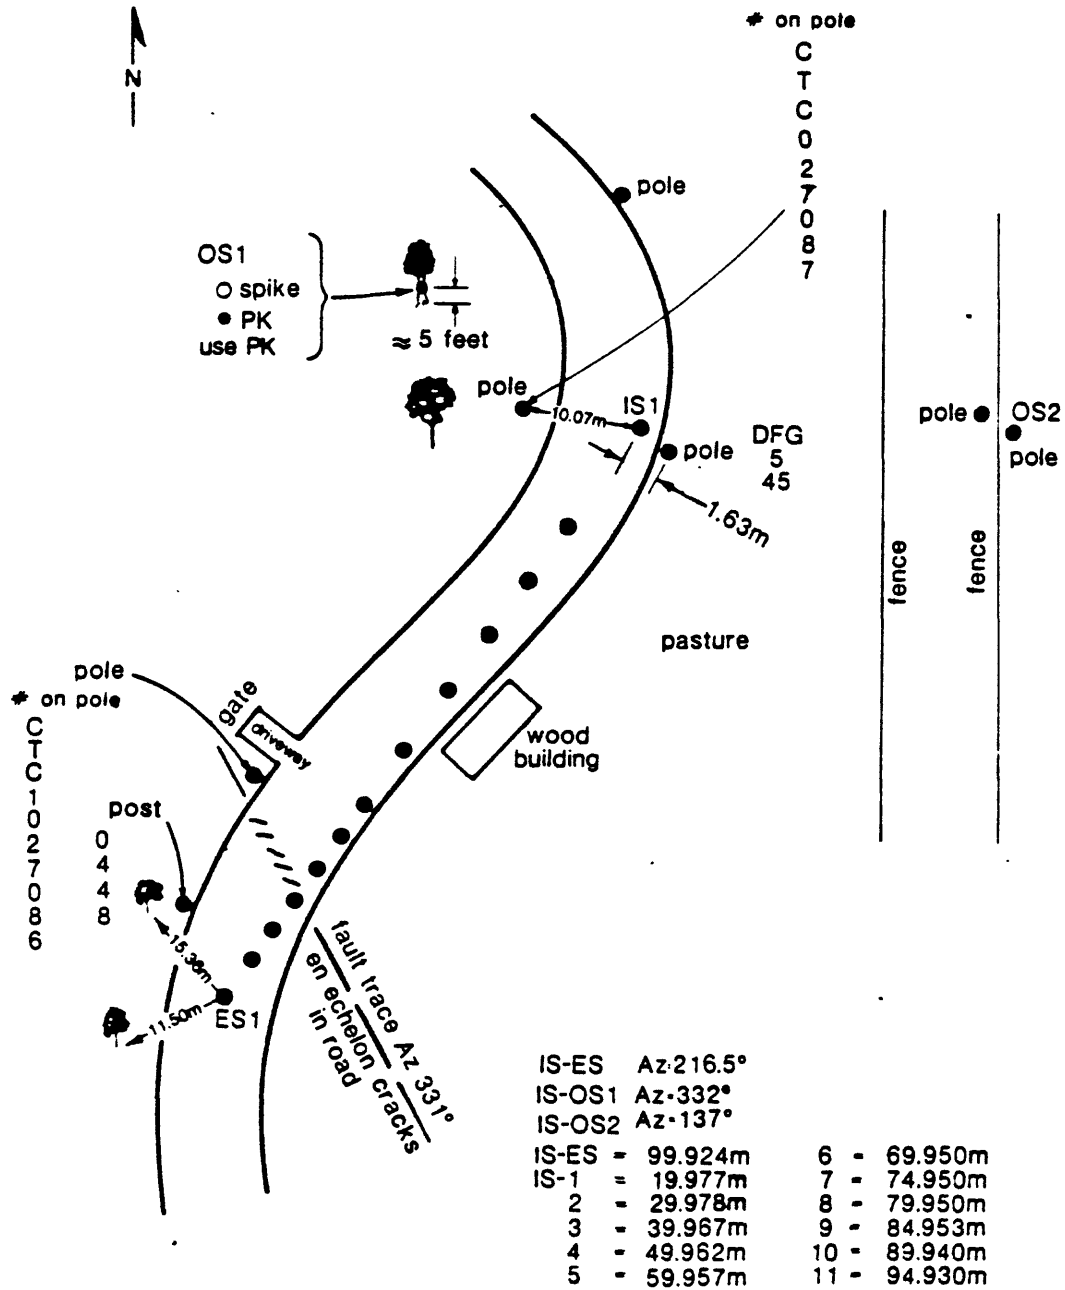 # on pole
C
T
C
0
2
7
0
8
7
N
pole
OS1
spike
PK
use PK
≈ 5 feet
pole
10.07m
IS1
pole
DFG
5
45
1.63m
pole
OS2
pole
fence
fence
pasture
pole
# on pole
C
T
C
1
0
2
7
0
8
6
gate
driveway
wood
building
post
0
4
4
8
15.36m
11.50m
ES1
fault trace Az 331°
en echelon cracks
in road
IS-ES Az:216.5°
IS-OS1 Az=332°
IS-OS2 Az=137°
IS-ES = 99.924m 6 - 69.950m
IS-1 = 19.977m 7 - 74.950m
2 = 29.978m 8 - 79.950m
3 = 39.967m 9 - 84.953m
4 - 49.962m 10 - 89.940m
5 - 59.957m 11 - 94.930m